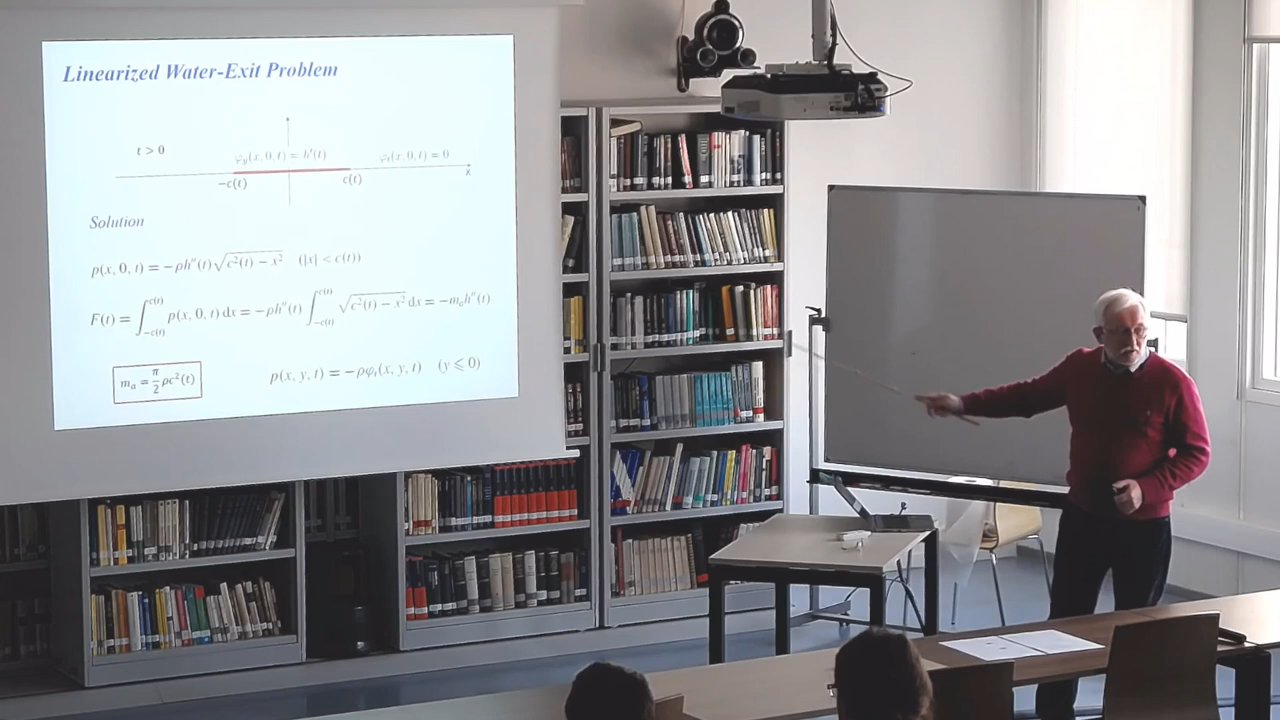 Linearized Water-Exit Problem
t > 0
φ_y(x, 0, t) = h′(t) φ_t(x, 0, t) = 0
−c(t) c(t) x
Solution
p(x, 0, t) = −ρh″(t)√(c²(t) − x²) (|x| < c(t))
F(t) = ∫_{−c(t)}^{c(t)} p(x, 0, t) dx = −ρh″(t) ∫_{−c(t)}^{c(t)} √(c²(t) − x²) dx = −m_a h″(t)
m_a = π/2 ρc²(t) p(x, y, t) = −ρφ_t(x, y, t) (y ⩽ 0)